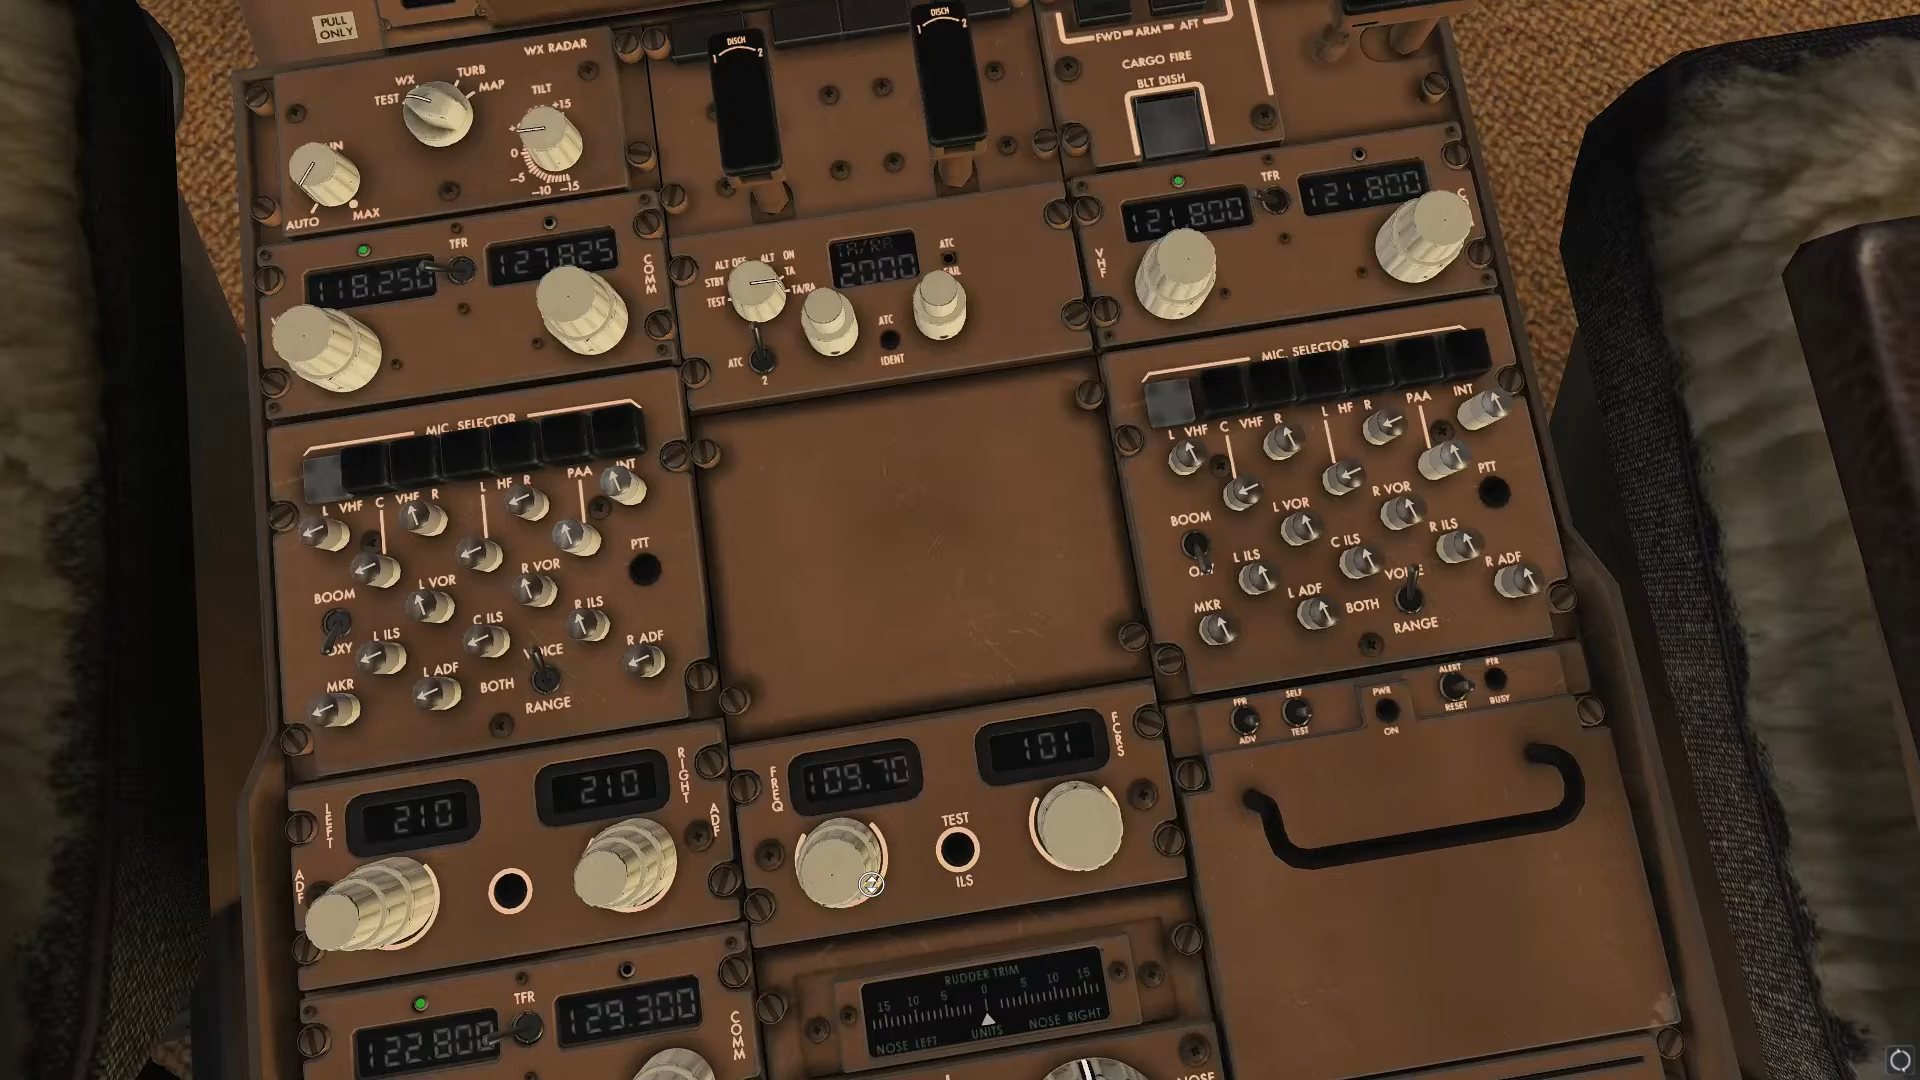 PULL
ONLY
WX RADAR
WX
TURB
TEST
MAP
TILT
+15
0
-5
-10
-15
AUTO
MAX
DISCH
1
2
DISCH
1
2
FWD
ARM
AFT
CARGO FIRE
BLT DISH
TFR
118.250
127.825
COMM
ALT OFF
ALT
ON
STBY
TA
TA/RA
TEST
ATC
2
TA/RA
2000
ATC
ATC
IDENT
TFR
121.800
121.800
VHF
MIC. SELECTOR
L
VHF
C
VHF
R
L
HF
R
PAA
INT
PTT
BOOM
L VOR
R VOR
L ILS
C ILS
R ILS
MKR
L ADF
BOTH
RANGE
R ADF
MIC. SELECTOR
L
VHF
C
VHF
R
L
HF
R
PAA
INT
PTT
BOOM
L VOR
R VOR
L ILS
C ILS
R ILS
MKR
L ADF
BOTH
RANGE
R ADF
LEFT
210
210
RIGHT
ADF
ADF
FREQ
109.70
101
TEST
ILS
PPR
ADV
SELF
TEST
PWR
ON
ALERT
RESET
BUSY
TFR
122.800
129.300
COMM
RUDDER TRIM
15
10
5
0
5
10
15
NOSE LEFT
UNITS
NOSE RIGHT